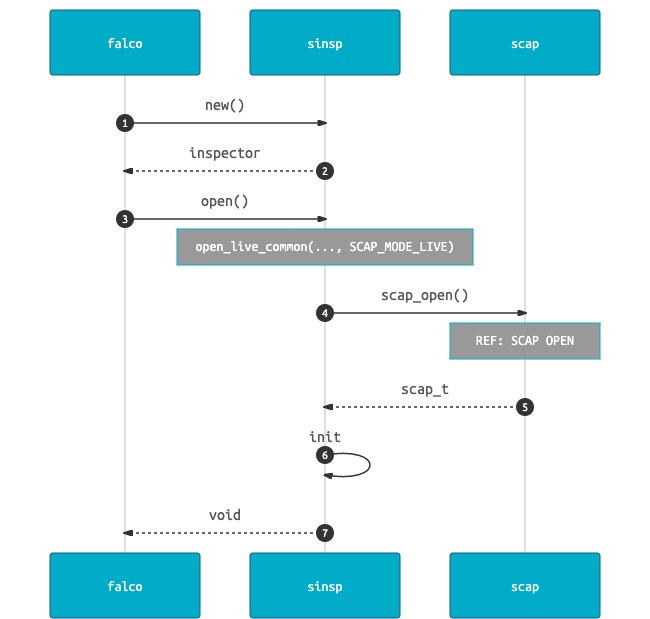 falco
sinsp
scap
new()
1
inspector
2
open()
3
open_live_common(..., SCAP_MODE_LIVE)
scap_open()
4
REF: SCAP OPEN
scap_t
5
init
6
void
7
falco
sinsp
scap